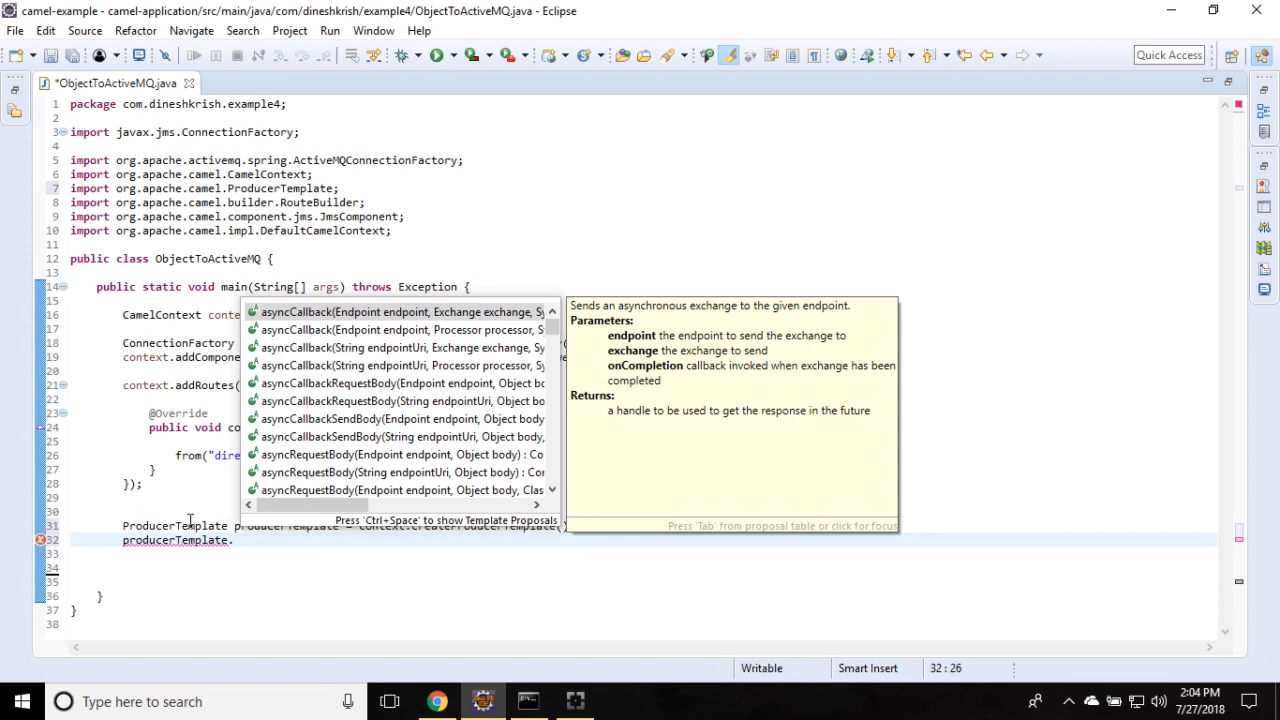 camel-example - camel-application/src/main/java/com/dineshkrish/example4/ObjectToActiveMQ.java - Eclipse
File Edit Source Refactor Navigate Search Project Run Window Help
Quick Access
*ObjectToActiveMQ.java
1 package com.dineshkrish.example4;
2
3 import javax.jms.ConnectionFactory;
4
5 import org.apache.activemq.spring.ActiveMQConnectionFactory;
6 import org.apache.camel.CamelContext;
7 import org.apache.camel.ProducerTemplate;
8 import org.apache.camel.builder.RouteBuilder;
9 import org.apache.camel.component.jms.JmsComponent;
10 import org.apache.camel.impl.DefaultCamelContext;
11
12 public class ObjectToActiveMQ {
13
14 public static void main(String[] args) throws Exception {
15
16 CamelContext conte
17
18 ConnectionFactory
19 context.addCompone
20
21 context.addRoutes(
22
23 @Override
24 public void co
25
26 from("dire
27 }
28 });
29
30
31 ProducerTemplate producerTemplate = context.createProducerTemplate()
32 producerTemplate.
33
34
35
36 }
37 }
38
asyncCallback(Endpoint endpoint, Exchange exchange, Sy
asyncCallback(Endpoint endpoint, Processor processor, Sy
asyncCallback(String endpointUri, Exchange exchange, Sy
asyncCallback(String endpointUri, Processor processor, Sy
asyncCallbackRequestBody(Endpoint endpoint, Object bo
asyncCallbackRequestBody(String endpointUri, Object bo
asyncCallbackSendBody(Endpoint endpoint, Object body,
asyncCallbackSendBody(String endpointUri, Object body,
asyncRequestBody(Endpoint endpoint, Object body) : Co
asyncRequestBody(String endpointUri, Object body) : Co
asyncRequestBody(Endpoint endpoint, Object body, Clas
Press 'Ctrl+Space' to show Template Proposals
Sends an asynchronous exchange to the given endpoint.
Parameters:
endpoint the endpoint to send the exchange to
exchange the exchange to send
onCompletion callback invoked when exchange has been
completed
Returns:
a handle to be used to get the response in the future
Press 'Tab' from proposal table or click for focus
Writable Smart Insert 32 : 26
Type here to search
2:04 PM
7/27/2018